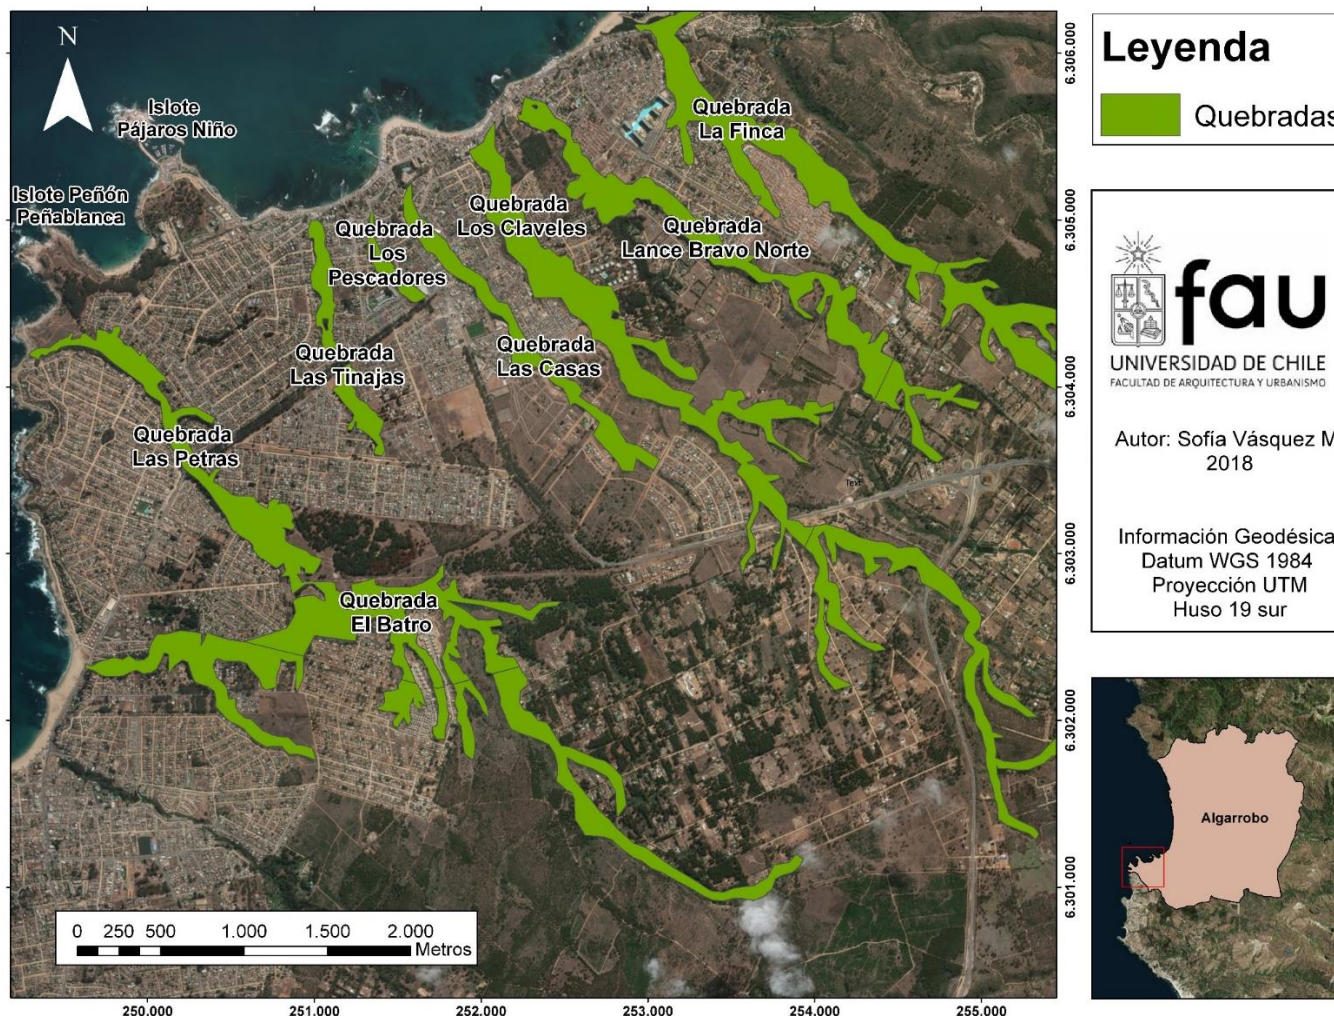 N
Islote
Pájaros Niño
Islote Peñón
Peñablanca
Quebrada
La Finca
Quebrada
Los Claveles
Quebrada
Lance Bravo Norte
Quebrada
Los
Pescadores
Quebrada
Las Tinajas
Quebrada
Las Casas
Quebrada
Las Petras
Quebrada
El Batro
Text
0 250 500 1.000 1.500 2.000
Metros
250.000 251.000 252.000 253.000 254.000 255.000
6.306.000
6.305.000
6.304.000
6.303.000
6.302.000
6.301.000
Leyenda
Quebradas
fau
UNIVERSIDAD DE CHILE
FACULTAD DE ARQUITECTURA Y URBANISMO
Autor: Sofía Vásquez M
2018
Información Geodésica
Datum WGS 1984
Proyección UTM
Huso 19 sur
Algarrobo